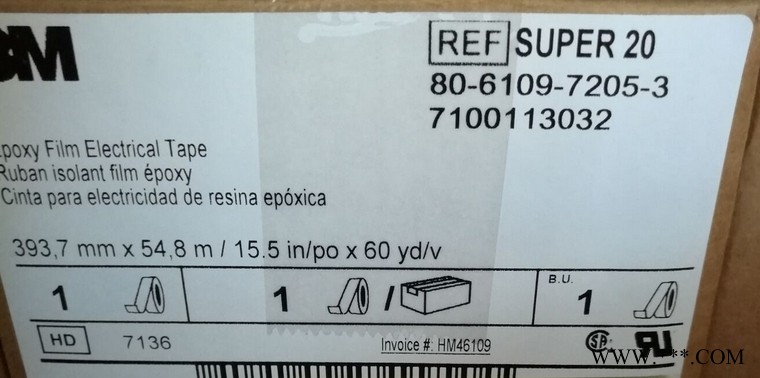 3M
REF SUPER 20
80-6109-7205-3
7100113032
poxy Film Electrical Tape
Ruban isolant film époxy
Cinta para electricidad de resina epóxica
393,7 mm x 54,8 m / 15.5 in/po x 60 yd/v
1 1 / B.U. 1
HD 7136 Invoice #: HM46109